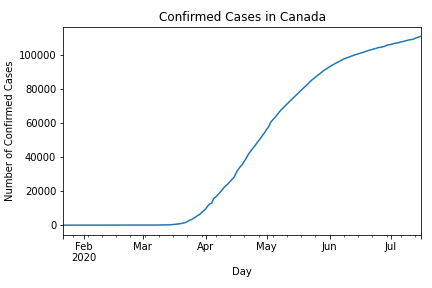 Confirmed Cases in Canada
Number of Confirmed Cases
100000
80000
60000
40000
20000
0
Feb Mar Apr May Jun Jul
2020
Day